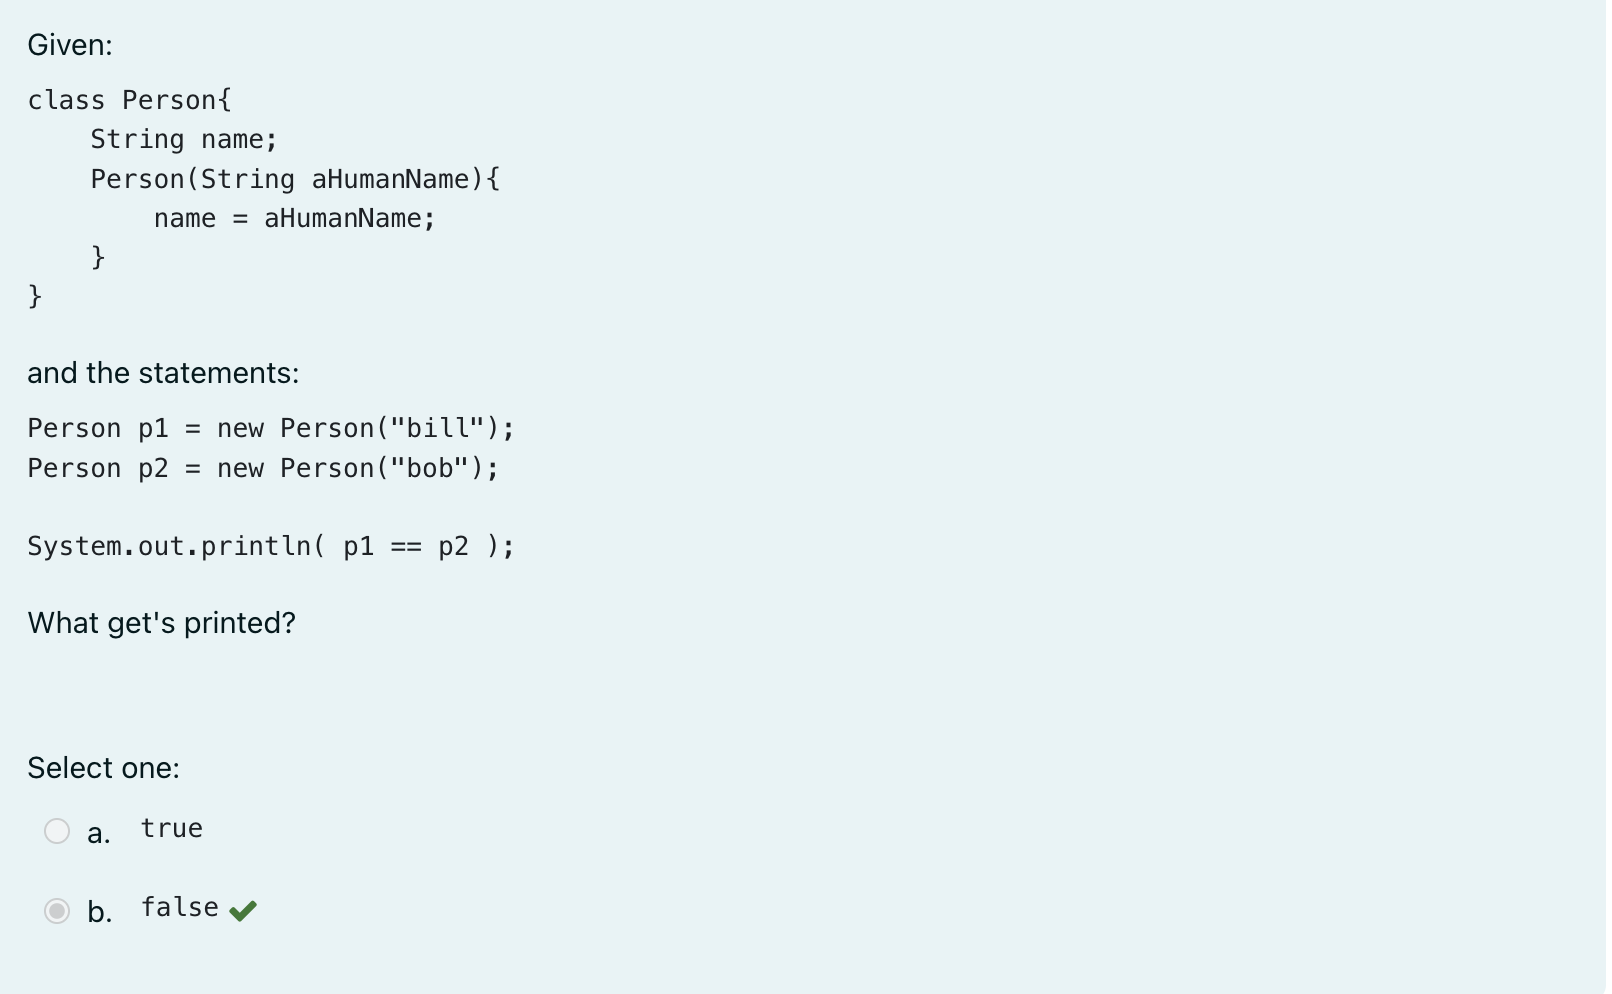 Given:
class Person{
    String name;
    Person(String aHumanName){
        name = aHumanName;
    }
}
and the statements:
Person p1 = new Person("bill");
Person p2 = new Person("bob");
System.out.println( p1 == p2 );
What get's printed?
Select one:
a. true
b. false